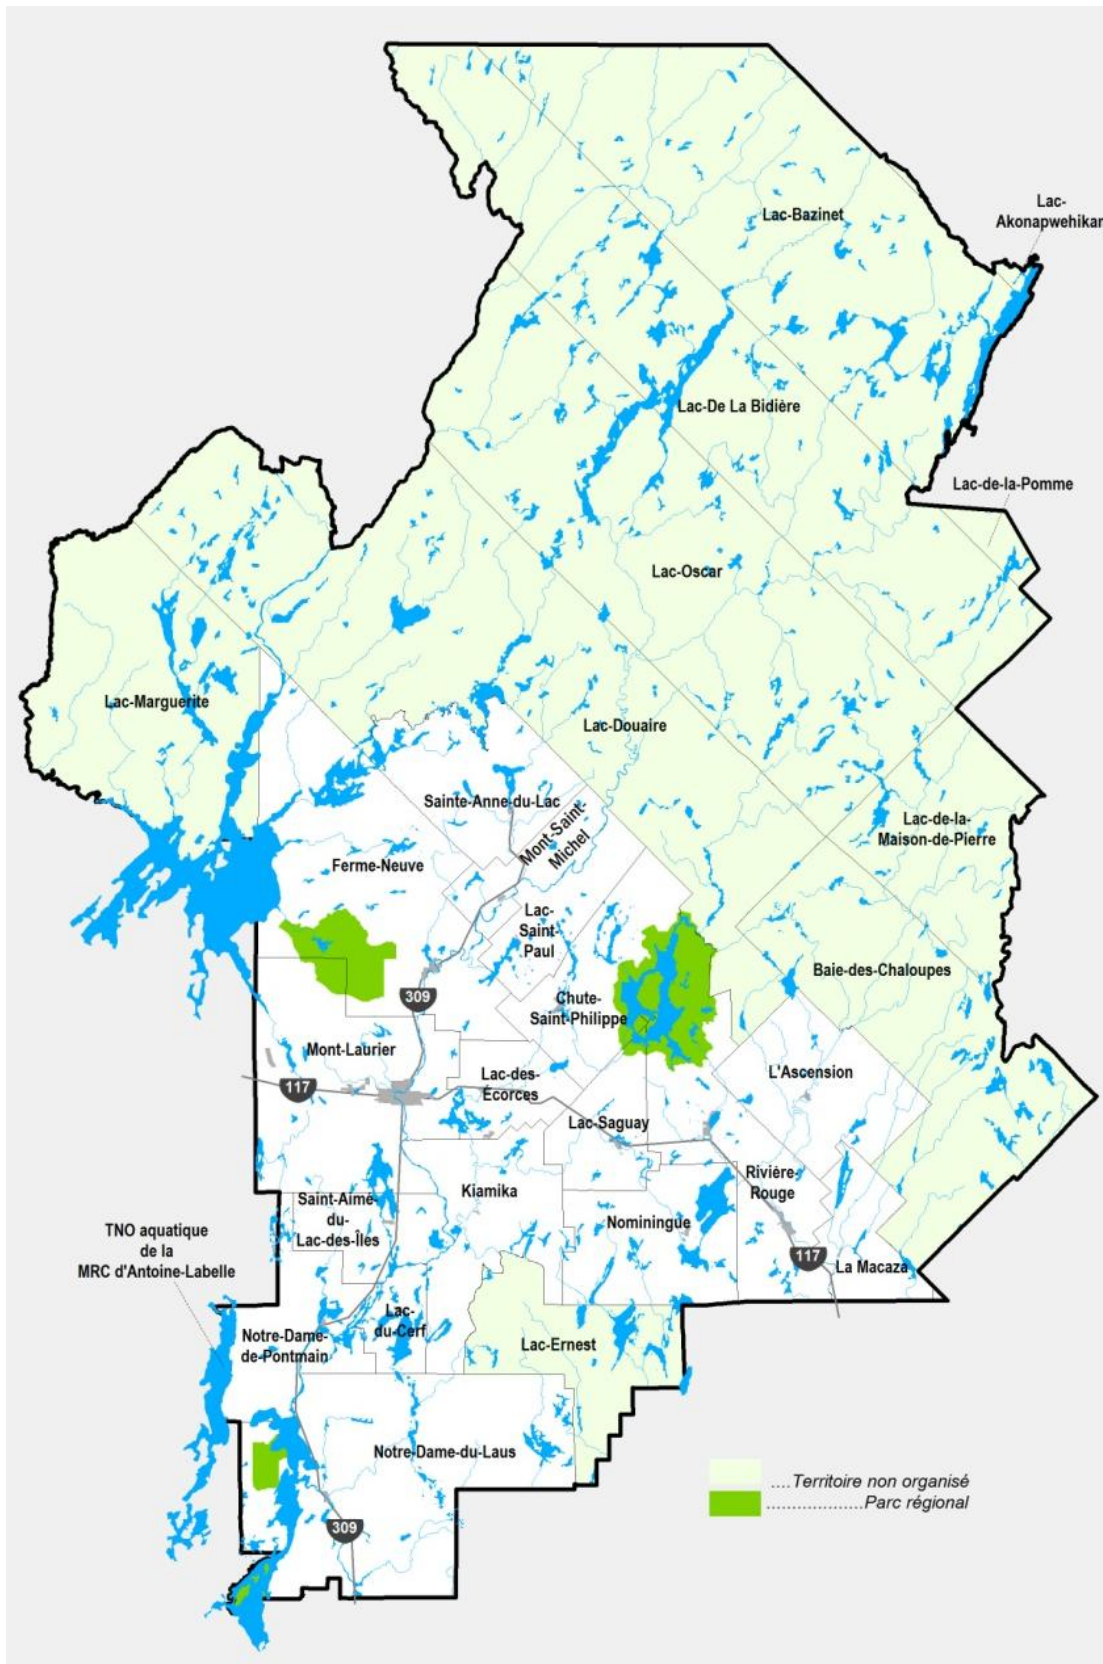 Lac-Bazinet
Lac-
Akonapwehikan
Lac-De La Bidière
Lac-de-la-Pomme
Lac-Oscar
Lac-Marguerite
Lac-Douaire
Sainte-Anne-du-Lac
Mont-Saint-
Michel
Lac-de-la-
Maison-de-Pierre
Ferme-Neuve
Lac-
Saint-
Paul
Baie-des-Chaloupes
309
Chute-
Saint-Philippe
Mont-Laurier
117
Lac-des-
Écorces
L'Ascension
Lac-Saguay
Rivière-
Rouge
Kiamika
Saint-Aimé-
du-
Lac-des-Îles
Nominingue
TNO aquatique
de la
MRC d'Antoine-Labelle
117
La Macaza
Lac-
du-Cerf
Notre-Dame-
de-Pontmain
Lac-Ernest
Notre-Dame-du-Laus
....Territoire non organisé
..................Parc régional
309